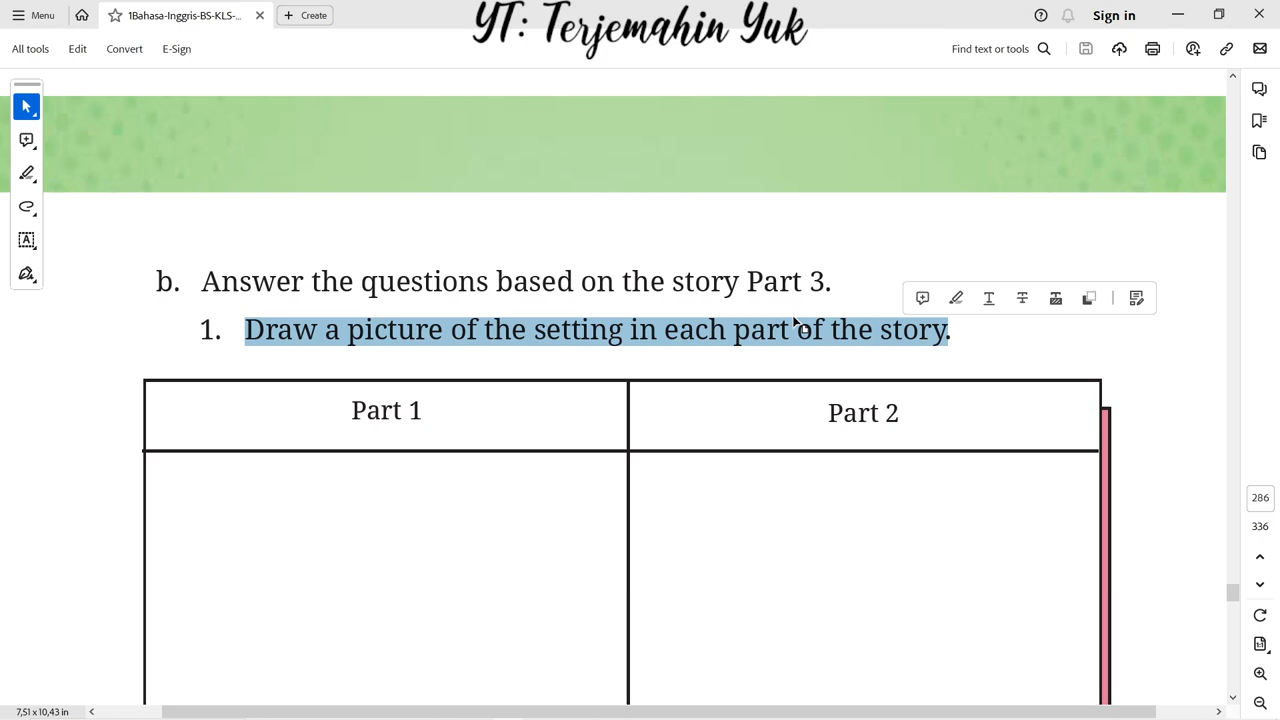 Menu
1Bahasa-Inggris-BS-KLS-...
Create
YT: Terjemahin Yuk
Sign in
All tools
Edit
Convert
E-Sign
Find text or tools
b. Answer the questions based on the story Part 3.
1. Draw a picture of the setting in each part of the story.
Part 1
Part 2
286
336
7,51 x 10,43 in